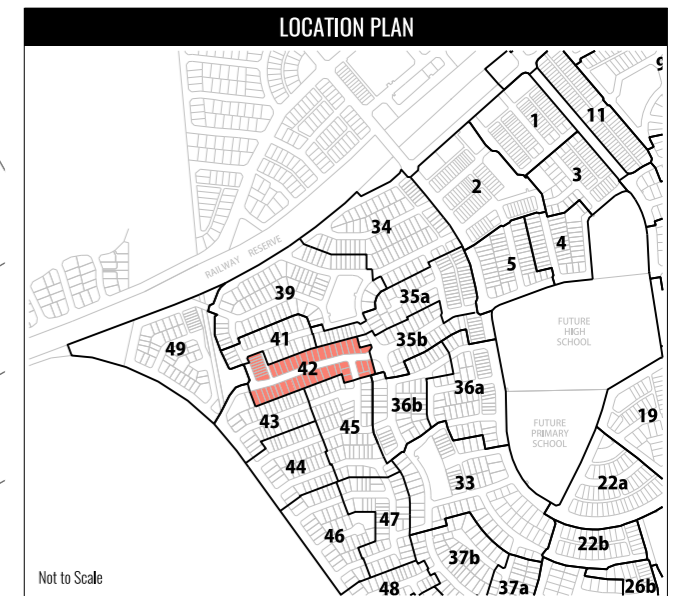 LOCATION PLAN
1
11
2
3
34
4
5
RAILWAY RESERVE
39
35a
FUTURE
HIGH
SCHOOL
49
41
35b
42
36a
36b
19
43
45
FUTURE
PRIMARY
SCHOOL
44
33
22a
47
46
22b
37b
48
37a
26b
Not to Scale